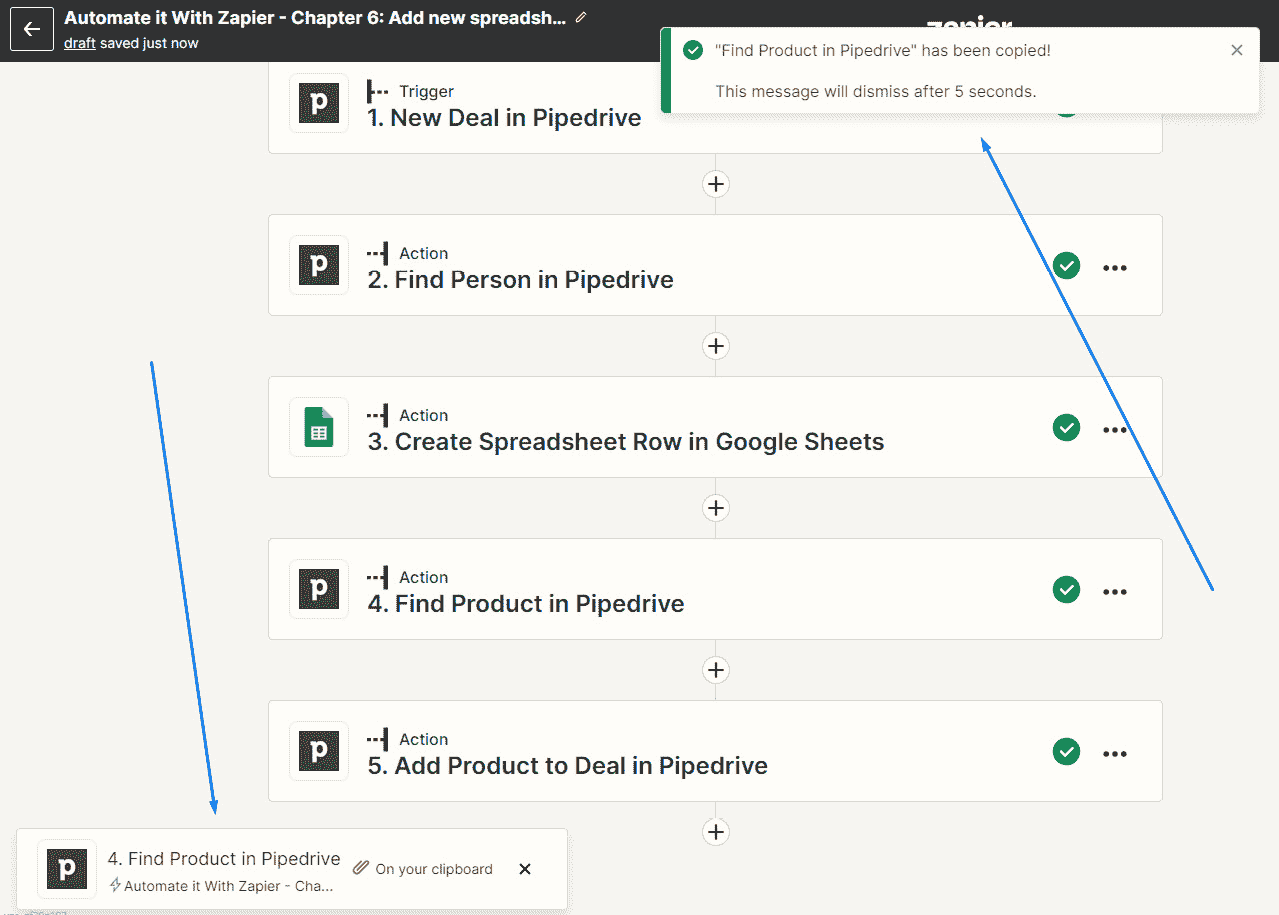 Automate it With Zapier - Chapter 6: Add new spreadsh...
draft saved just now
zapier
"Find Product in Pipedrive" has been copied!
This message will dismiss after 5 seconds.
Trigger
1. New Deal in Pipedrive
Action
2. Find Person in Pipedrive
Action
3. Create Spreadsheet Row in Google Sheets
Action
4. Find Product in Pipedrive
Action
5. Add Product to Deal in Pipedrive
4. Find Product in Pipedrive
Automate it With Zapier - Cha...
On your clipboard